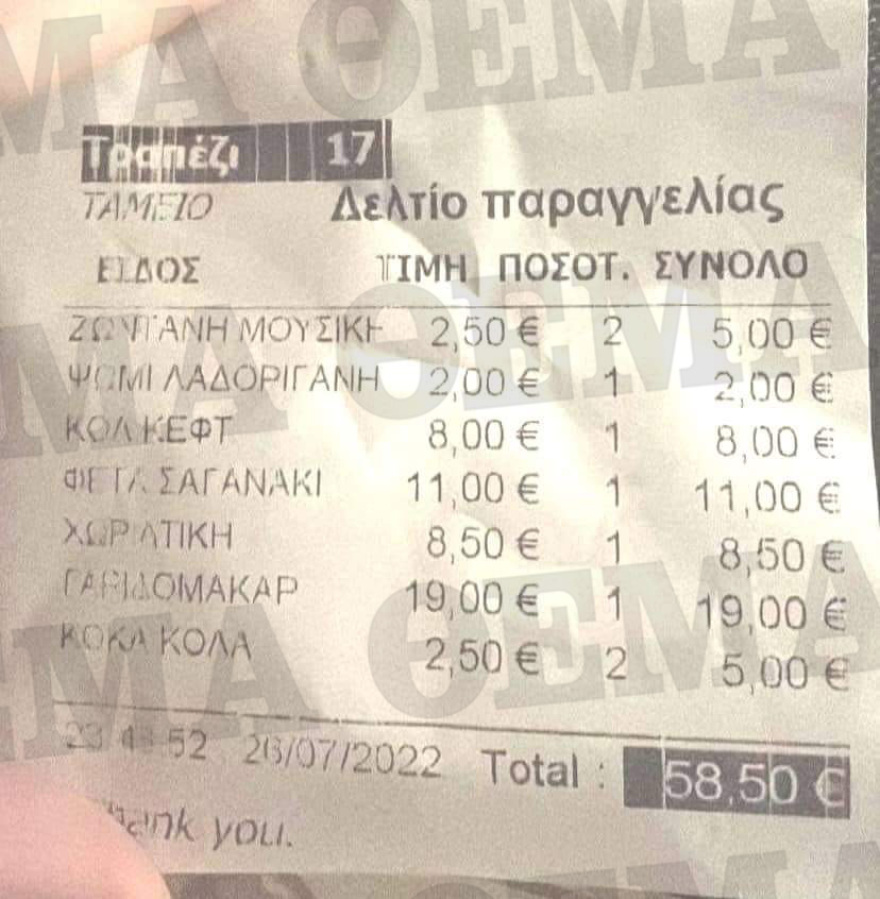 Τραπέζι 17
ΤΑΜΕΙΟ Δελτίο παραγγελίας
ΕΙΔΟΣ ΤΙΜΗ ΠΟΣΟΤ. ΣΥΝΟΛΟ
ΖΩΝΤΑΝΗ ΜΟΥΣΙΚΗ 2,50 € 2 5,00 €
ΨΩΜΙ ΛΑΔΟΡΙΓΑΝΗ 2,00 € 1 2,00 €
ΚΟΛ ΚΕΦΤ 8,00 € 1 8,00 €
ΦΕΤΑ ΣΑΓΑΝΑΚΙ 11,00 € 1 11,00 €
ΧΩΡΙΑΤΙΚΗ 8,50 € 1 8,50 €
ΓΑΡΙΔΟΜΑΚΑΡ 19,00 € 1 19,00 €
ΚΟΚΑ ΚΟΛΑ 2,50 € 2 5,00 €
26/07/2022 Total : 58,50 €
Thank you.